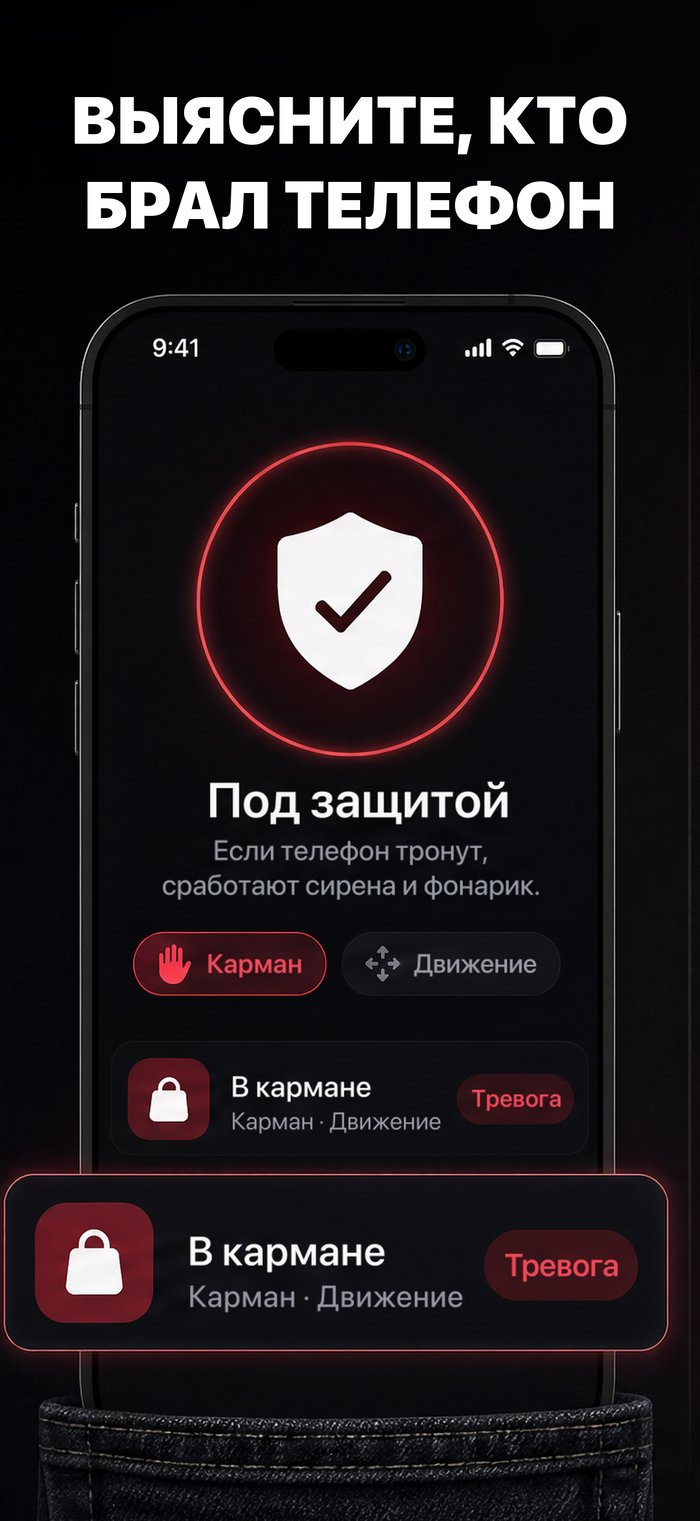 ВЫЯСНИТЕ, КТО
БРАЛ ТЕЛЕФОН
9:41
Под защитой
Если телефон тронут,
сработают сирена и фонарик.
Карман
Движение
В кармане
Тревога
Карман · Движение
В кармане
Тревога
Карман · Движение